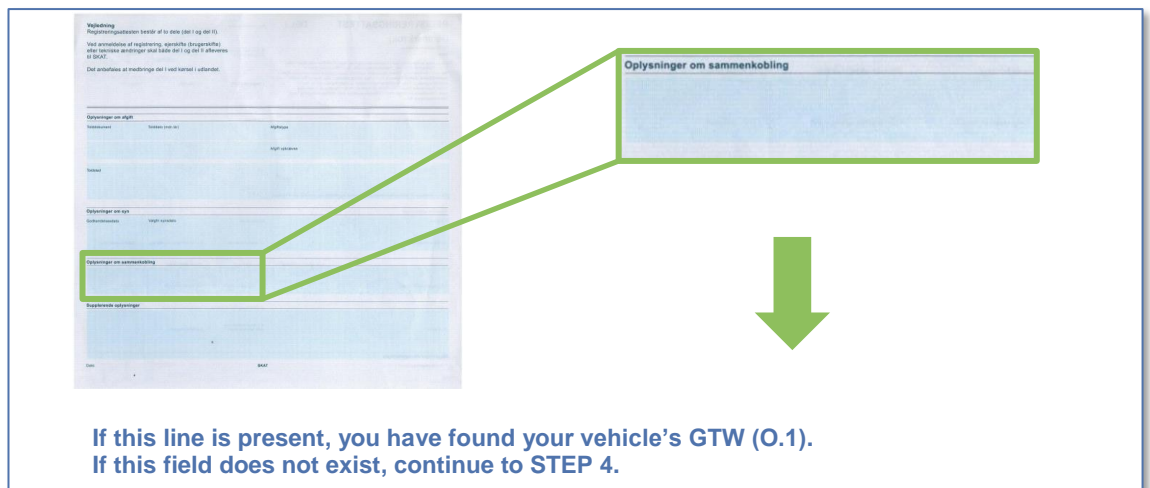 Vejledning
Registreringsattesten består af to dele (del I og del II).
Ved anmeldelse af registrering, ejerskifte (brugerskifte)
eller tekniske ændringer skal både del I og del II afleveres
til SKAT.
Det anbefales at medbringe del I ved kørsel i udlandet.
Oplysninger om afgift
Oplysninger om syn
Oplysninger om sammenkobling
Supplerende oplysninger
Dato
SKAT
Oplysninger om sammenkobling
If this line is present, you have found your vehicle's GTW (O.1).
If this field does not exist, continue to STEP 4.